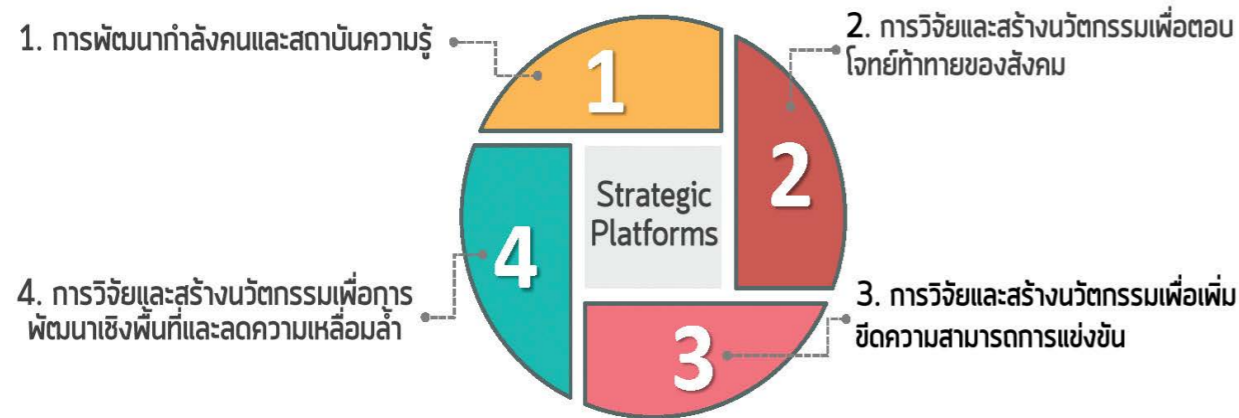 1. การพัฒนากำลังคนและสถาบันความรู้
1
2. การวิจัยและสร้างนวัตกรรมเพื่อตอบ
โจทย์ท้าทายของสังคม
2
Strategic
Platforms
4
4. การวิจัยและสร้างนวัตกรรมเพื่อการ
พัฒนาเชิงพื้นที่และลดความเหลื่อมล้ำ
3. การวิจัยและสร้างนวัตกรรมเพื่อเพิ่ม
ขีดความสามารถการแข่งขัน
3